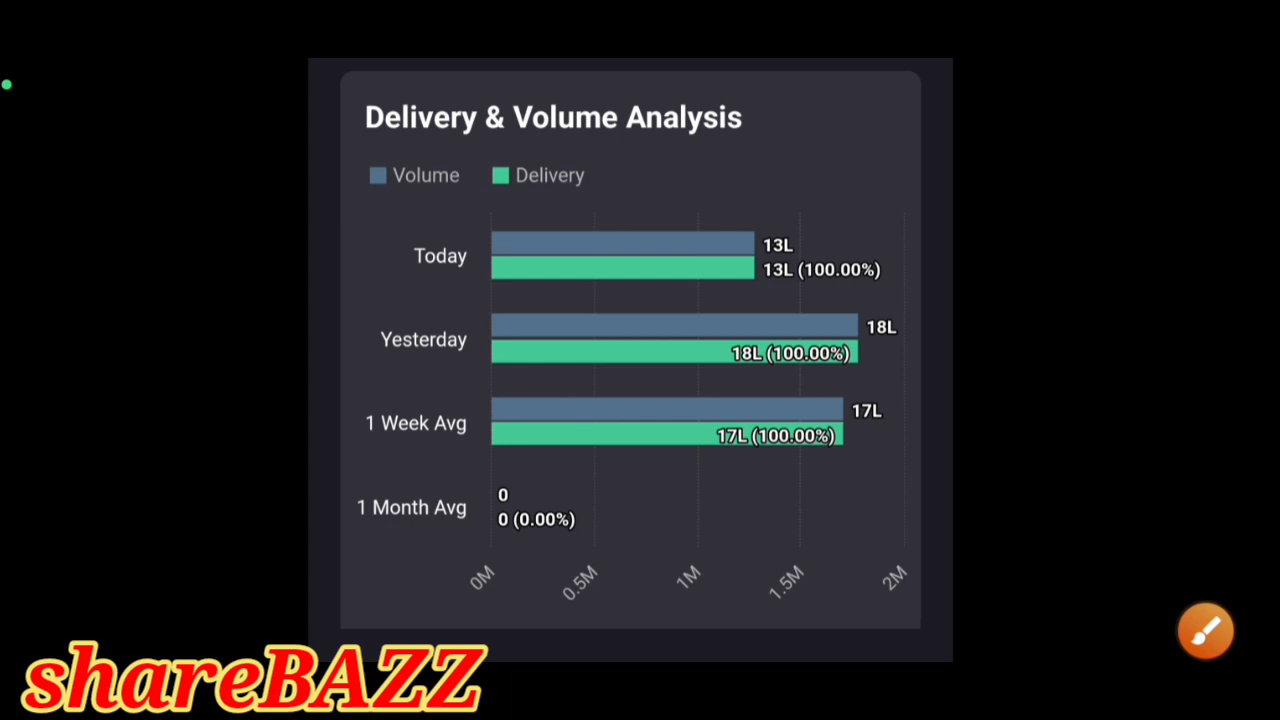 Delivery & Volume Analysis
Volume Delivery
Today 13L
13L (100.00%)
Yesterday 18L
18L (100.00%)
1 Week Avg 17L
17L (100.00%)
1 Month Avg 0
0 (0.00%)
0M 0.5M 1M 1.5M 2M
shareBAZZ